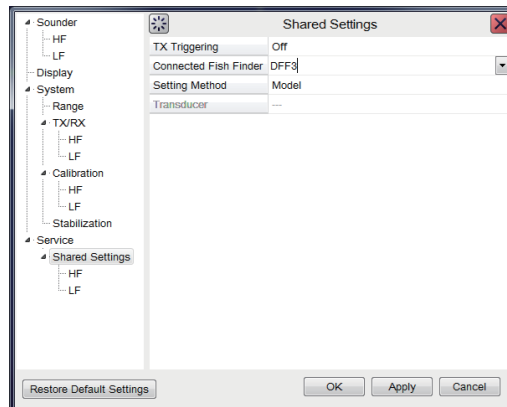 Sounder
HF
LF
Display
System
Range
TX/RX
HF
LF
Calibration
HF
LF
Stabilization
Service
Shared Settings
HF
LF
Shared Settings
TX Triggering Off
Connected Fish Finder DFF3
Setting Method Model
Transducer ---
Restore Default Settings
OK Apply Cancel